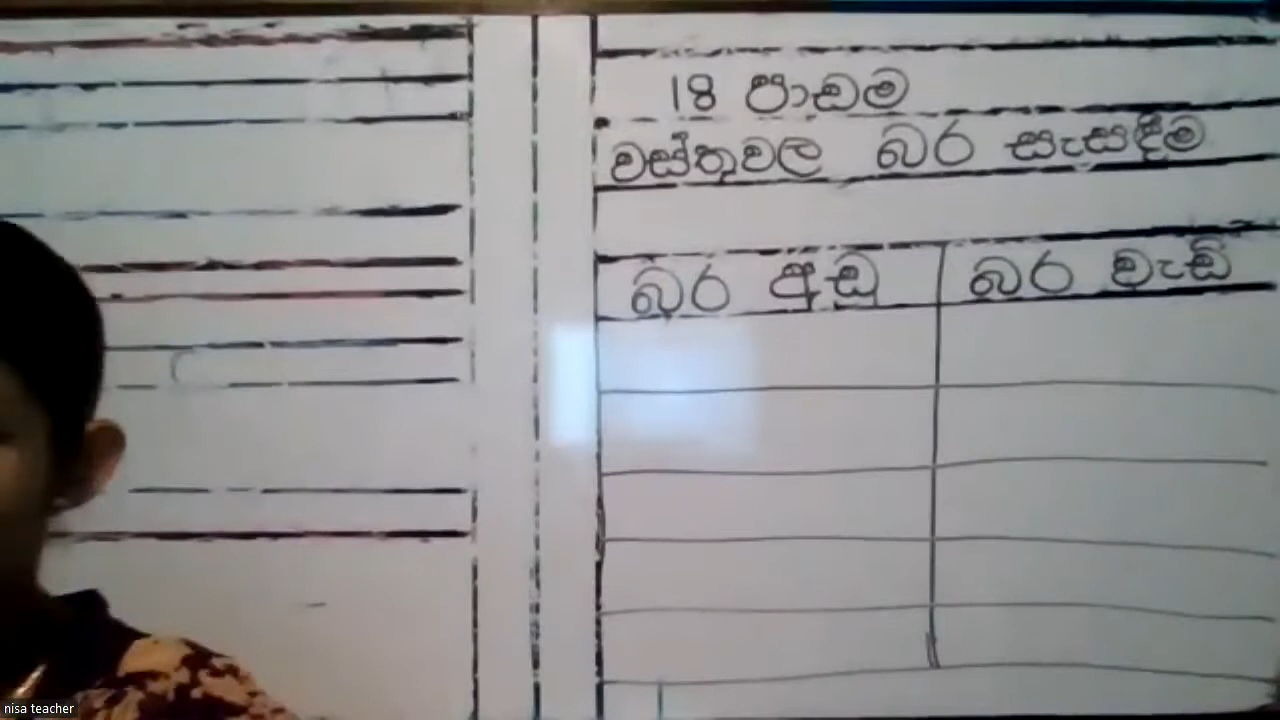 18 පාඩම
වස්තුවල බර සැසඳීම
බර අඩු බර වැඩි
nisa teacher